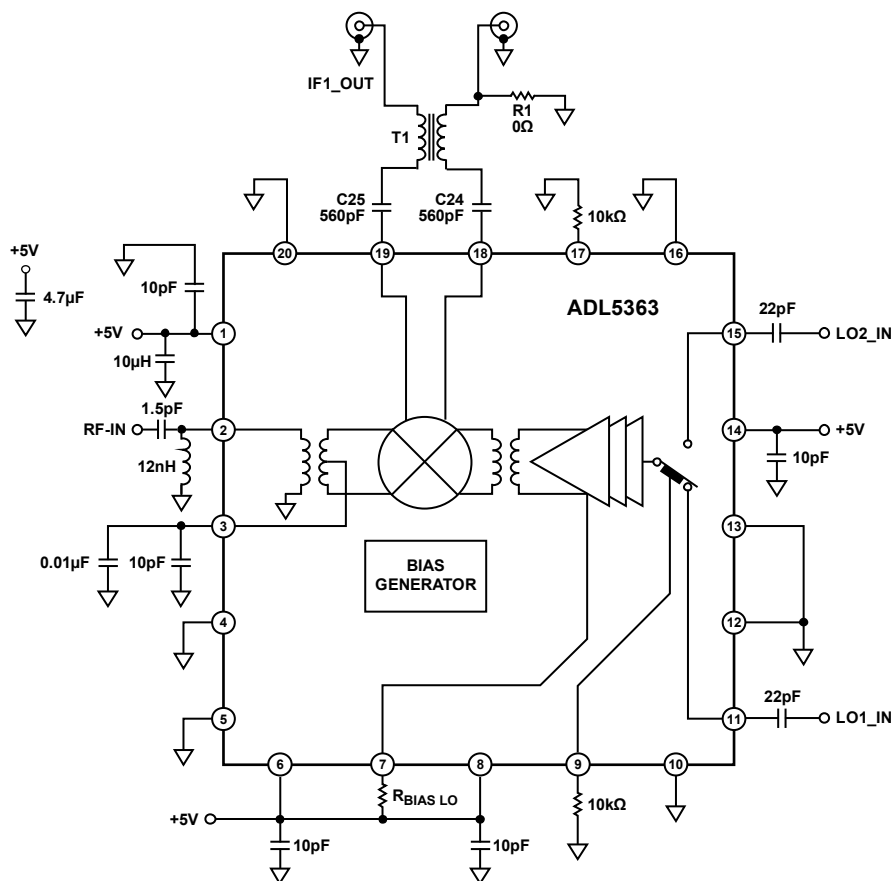 IF1_OUT
R1
0Ω
T1
C25
560pF
C24
560pF
10kΩ
20
19
18
17
16
+5V
4.7µF
10pF
+5V
10µH
1
ADL5363
22pF
15
LO2_IN
1.5pF
RF-IN
2
12nH
14
+5V
10pF
3
0.01µF
10pF
13
BIAS
GENERATOR
4
12
5
22pF
11
LO1_IN
6
7
8
9
10
RBIAS LO
10kΩ
+5V
10pF
10pF